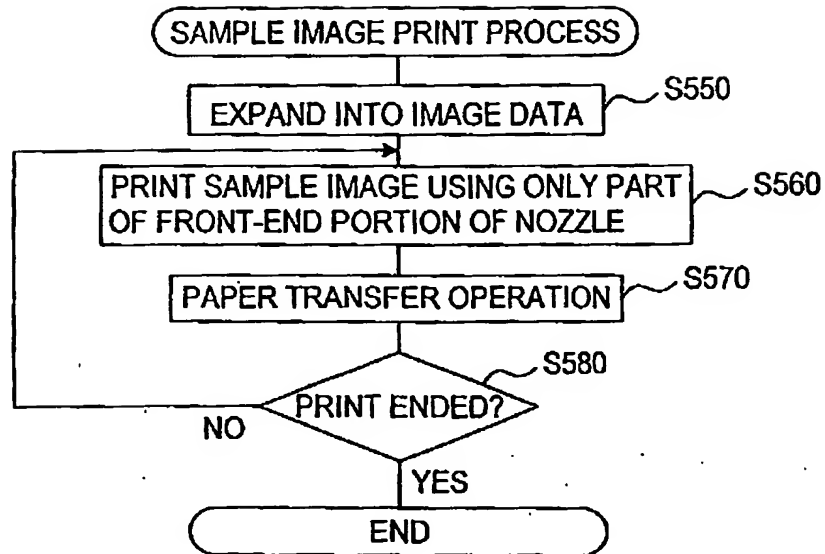 SAMPLE IMAGE PRINT PROCESS
S550
EXPAND INTO IMAGE DATA
S560
PRINT SAMPLE IMAGE USING ONLY PART
OF FRONT-END PORTION OF NOZZLE
S570
PAPER TRANSFER OPERATION
S580
PRINT ENDED?
NO
YES
END